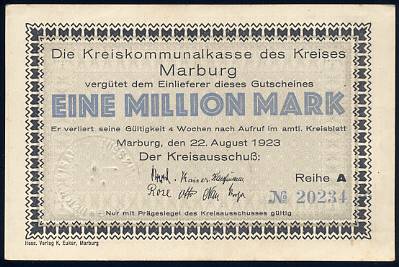 Die Kreiskommunalkasse des Kreises
Marburg
vergütet dem Einlieferer dieses Gutscheines
EINE MILLION MARK
Er verliert seine Gültigkeit 4 Wochen nach Aufruf im amtl. Kreisblatt
Marburg, den 22. August 1923
Der Kreisausschuß:
Reihe A
№ 20234
Nur mit Prägesiegel des Kreisausschusses gültig
Hess. Verlag K. Euker, Marburg